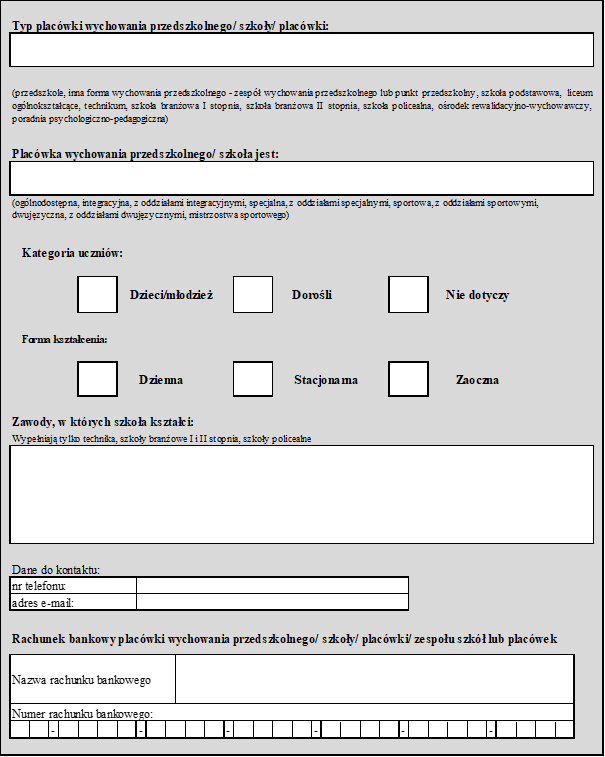 Typ placówki wychowania przedszkolnego/ szkoły/ placówki:
(przedszkole, inna forma wychowania przedszkolnego - zespół wychowania przedszkolnego lub punkt przedszkolny, szkoła podstawowa, liceum
ogólnokształcące, technikum, szkoła branżowa I stopnia, szkoła branżowa II stopnia, szkoła policealna, ośrodek rewalidacyjno-wychowawczy,
poradnia psychologiczno-pedagogiczna)
Placówka wychowania przedszkolnego/ szkoła jest:
(ogólnodostępna, integracyjna, z oddziałami integracyjnymi, specjalna, z oddziałami specjalnymi, sportowa, z oddziałami sportowymi,
dwujęzyczna, z oddziałami dwujęzycznymi, mistrzostwa sportowego)
Kategoria uczniów:
Dzieci/młodzież Dorośli Nie dotyczy
Forma kształcenia:
Dzienna Stacjonarna Zaoczna
Zawody, w których szkoła kształci:
Wypełniają tylko technika, szkoły branżowe I i II stopnia, szkoły policealne
Dane do kontaktu:
nr telefonu:
adres e-mail:
Rachunek bankowy placówki wychowania przedszkolnego/ szkoły/ placówki/ zespołu szkół lub placówek
Nazwa rachunku bankowego
Numer rachunku bankowego:
- - - - - -